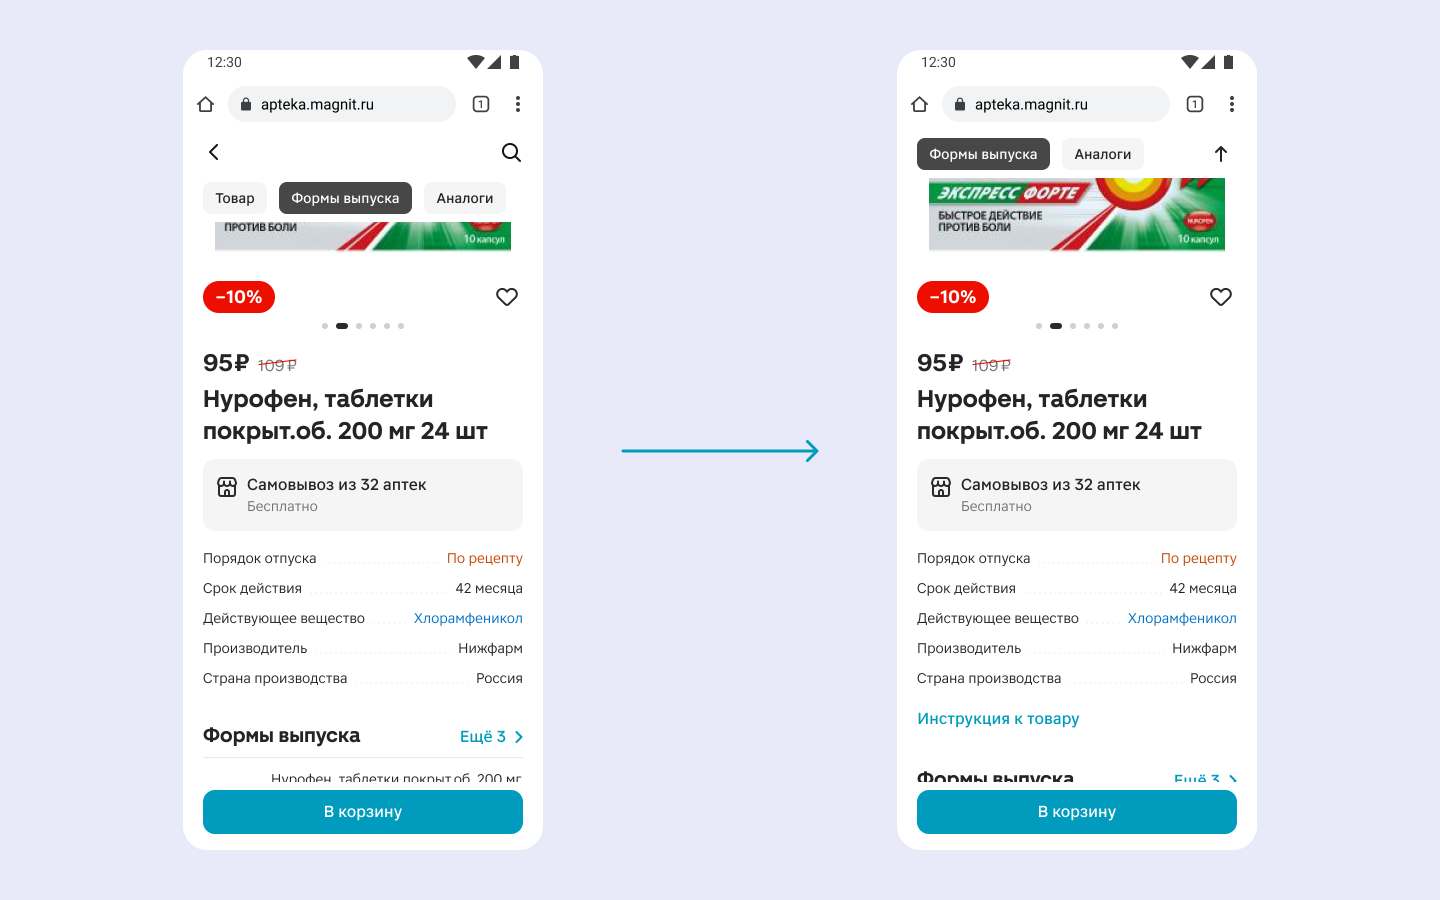 12:30
apteka.magnit.ru
1
Товар
Формы выпуска
Аналоги
ПРОТИВ БОЛИ
10 капсул
−10%
95₽ 109₽
Нурофен, таблетки
покрыт.об. 200 мг 24 шт
Самовывоз из 32 аптек
Бесплатно
Порядок отпуска По рецепту
Срок действия 42 месяца
Действующее вещество Хлорамфеникол
Производитель Нижфарм
Страна производства Россия
Формы выпуска Ещё 3
Нурофен, таблетки покрыт.об. 200 мг
В корзину
12:30
apteka.magnit.ru
1
Формы выпуска
Аналоги
ЭКСПРЕСС ФОРТЕ
БЫСТРОЕ ДЕЙСТВИЕ
ПРОТИВ БОЛИ
NUROFEN
10 капсул
−10%
95₽ 109₽
Нурофен, таблетки
покрыт.об. 200 мг 24 шт
Самовывоз из 32 аптек
Бесплатно
Порядок отпуска По рецепту
Срок действия 42 месяца
Действующее вещество Хлорамфеникол
Производитель Нижфарм
Страна производства Россия
Инструкция к товару
Формы выпуска Ещё 3
В корзину